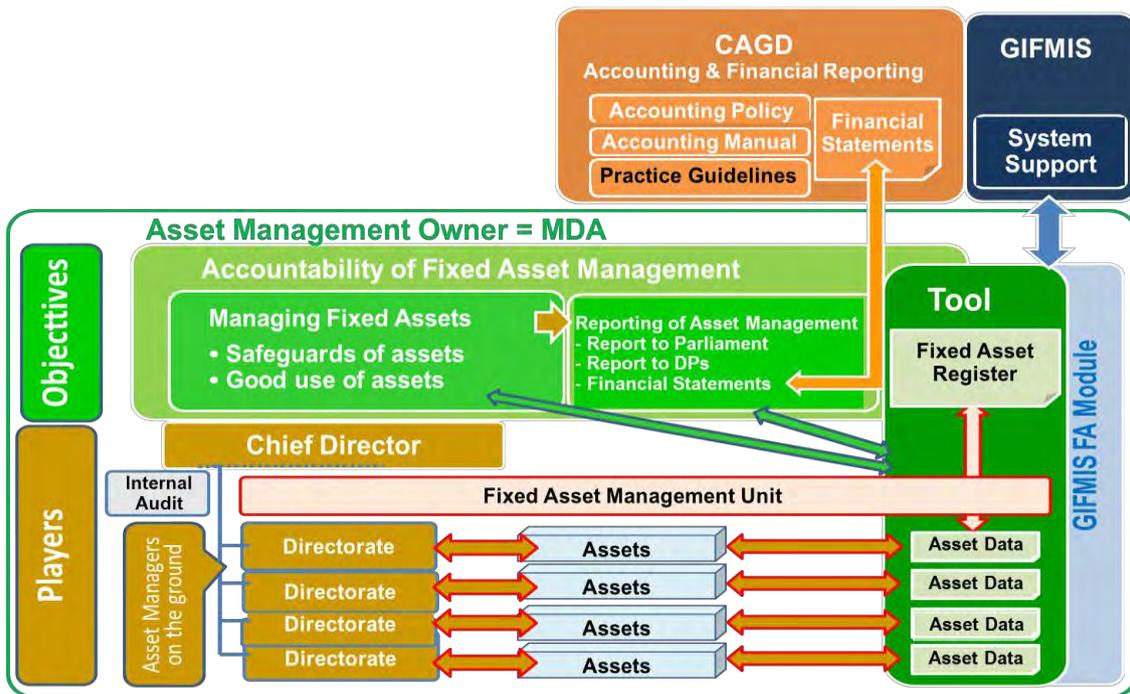 CAGD
Accounting & Financial Reporting
Accounting Policy
Accounting Manual
Practice Guidelines
Financial
Statements
GIFMIS
System
Support
Asset Management Owner = MDA
Objecttives
Accountability of Fixed Asset Management
Managing Fixed Assets
• Safeguards of assets
• Good use of assets
Reporting of Asset Management
- Report to Parliament
- Report to DPs
- Financial Statements
Tool
Fixed Asset
Register
GIFMIS FA Module
Players
Chief Director
Internal
Audit
Fixed Asset Management Unit
Asset Managers
on the ground
Directorate
Assets
Asset Data
Directorate
Assets
Asset Data
Directorate
Assets
Asset Data
Directorate
Assets
Asset Data